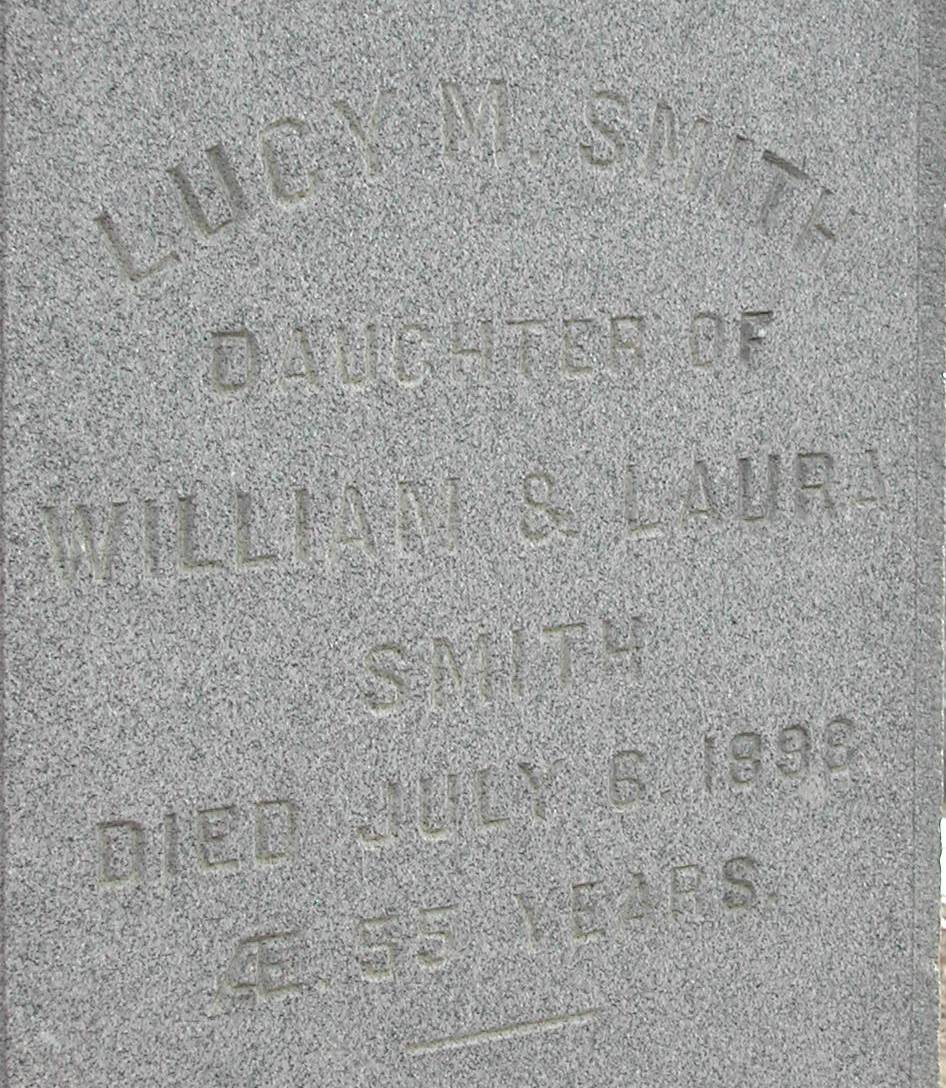 LUCY M. SMITH
DAUGHTER OF
WILLIAM & LAURA
SMITH
DIED JULY 6
Æ. 55 YEARS.